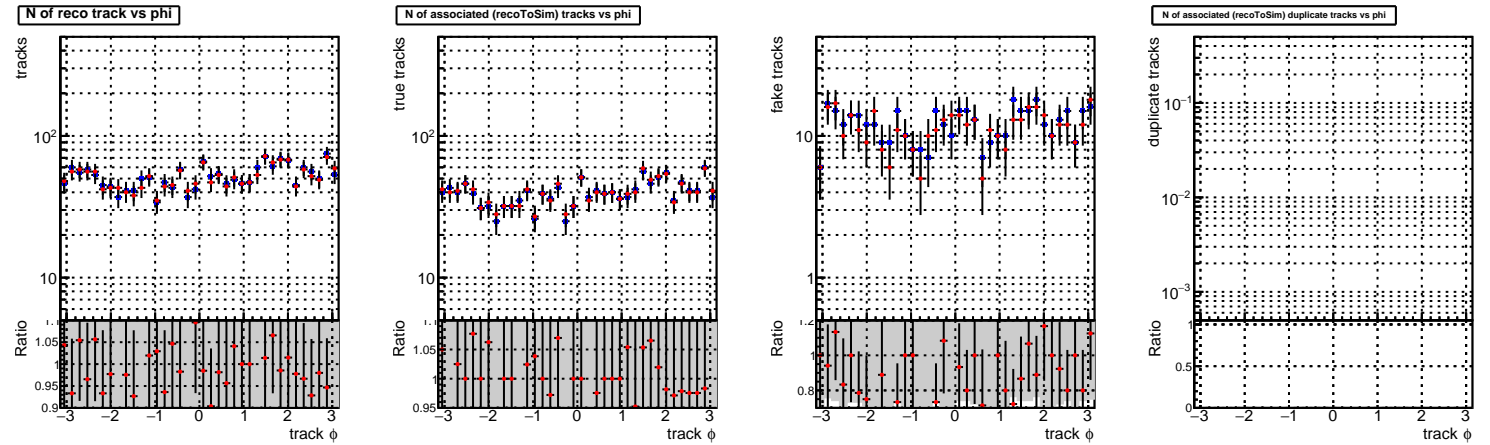 N of reco track vs phi
tracks
10²
10
Ratio
1.1
1.05
1
0.95
0.9
−3 −2 −1 0 1 2 3
track ϕ
N of associated (recoToSim) tracks vs phi
true tracks
10²
10
Ratio
1.1
1.05
1
0.95
−3 −2 −1 0 1 2 3
track ϕ
fake tracks
10
1
Ratio
1.2
1
0.8
−3 −2 −1 0 1 2 3
track ϕ
N of associated (recoToSim) duplicate tracks vs phi
duplicate tracks
10⁻¹
10⁻²
10⁻³
Ratio
1
0.5
0
−3 −2 −1 0 1 2 3
track ϕ